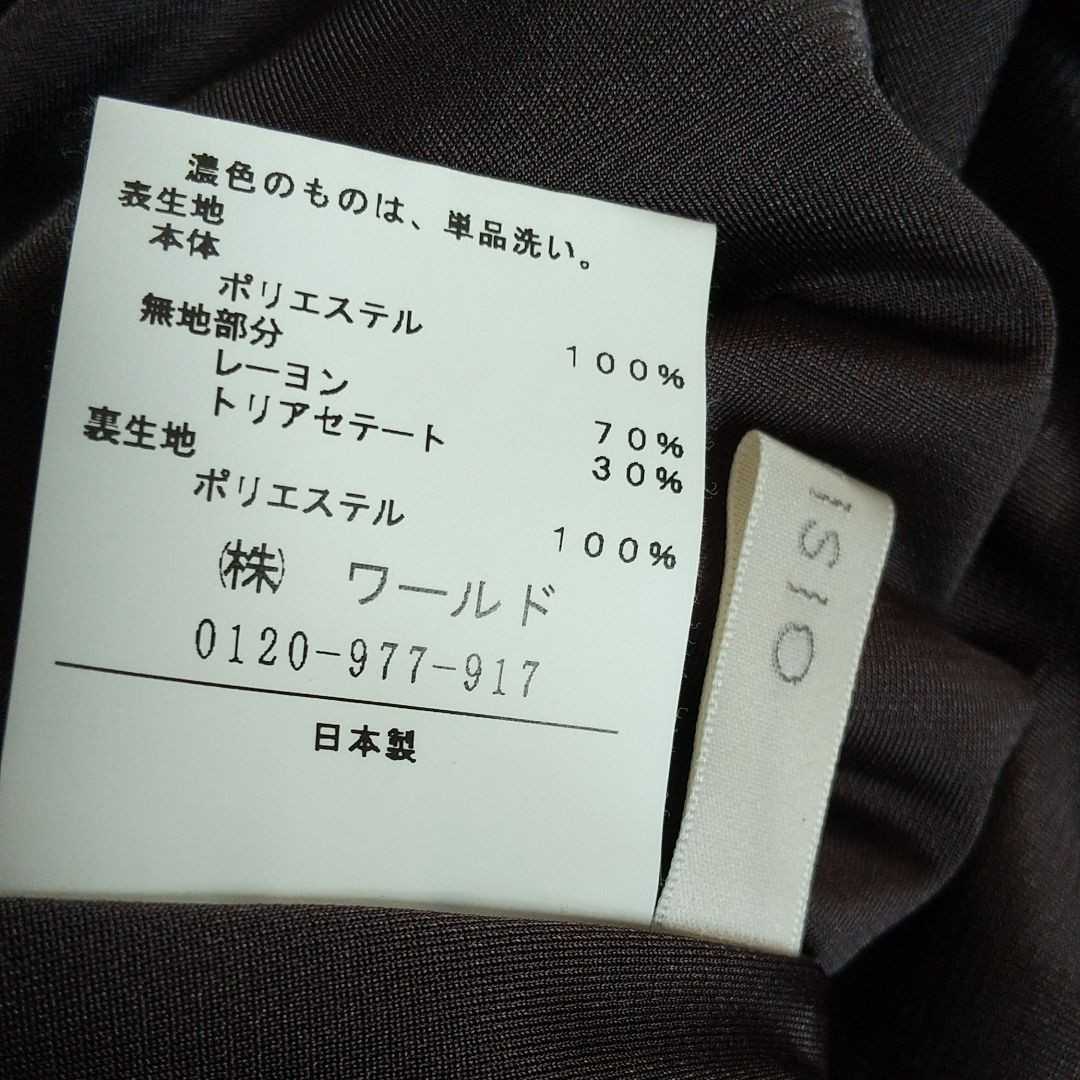 濃色のものは、単品洗い。
表生地
本体
ポリエステル 100%
無地部分
レーヨン 70%
トリアセテート 30%
裏生地
ポリエステル 100%
㈱ ワールド
0120-977-917
日本製
ISIO